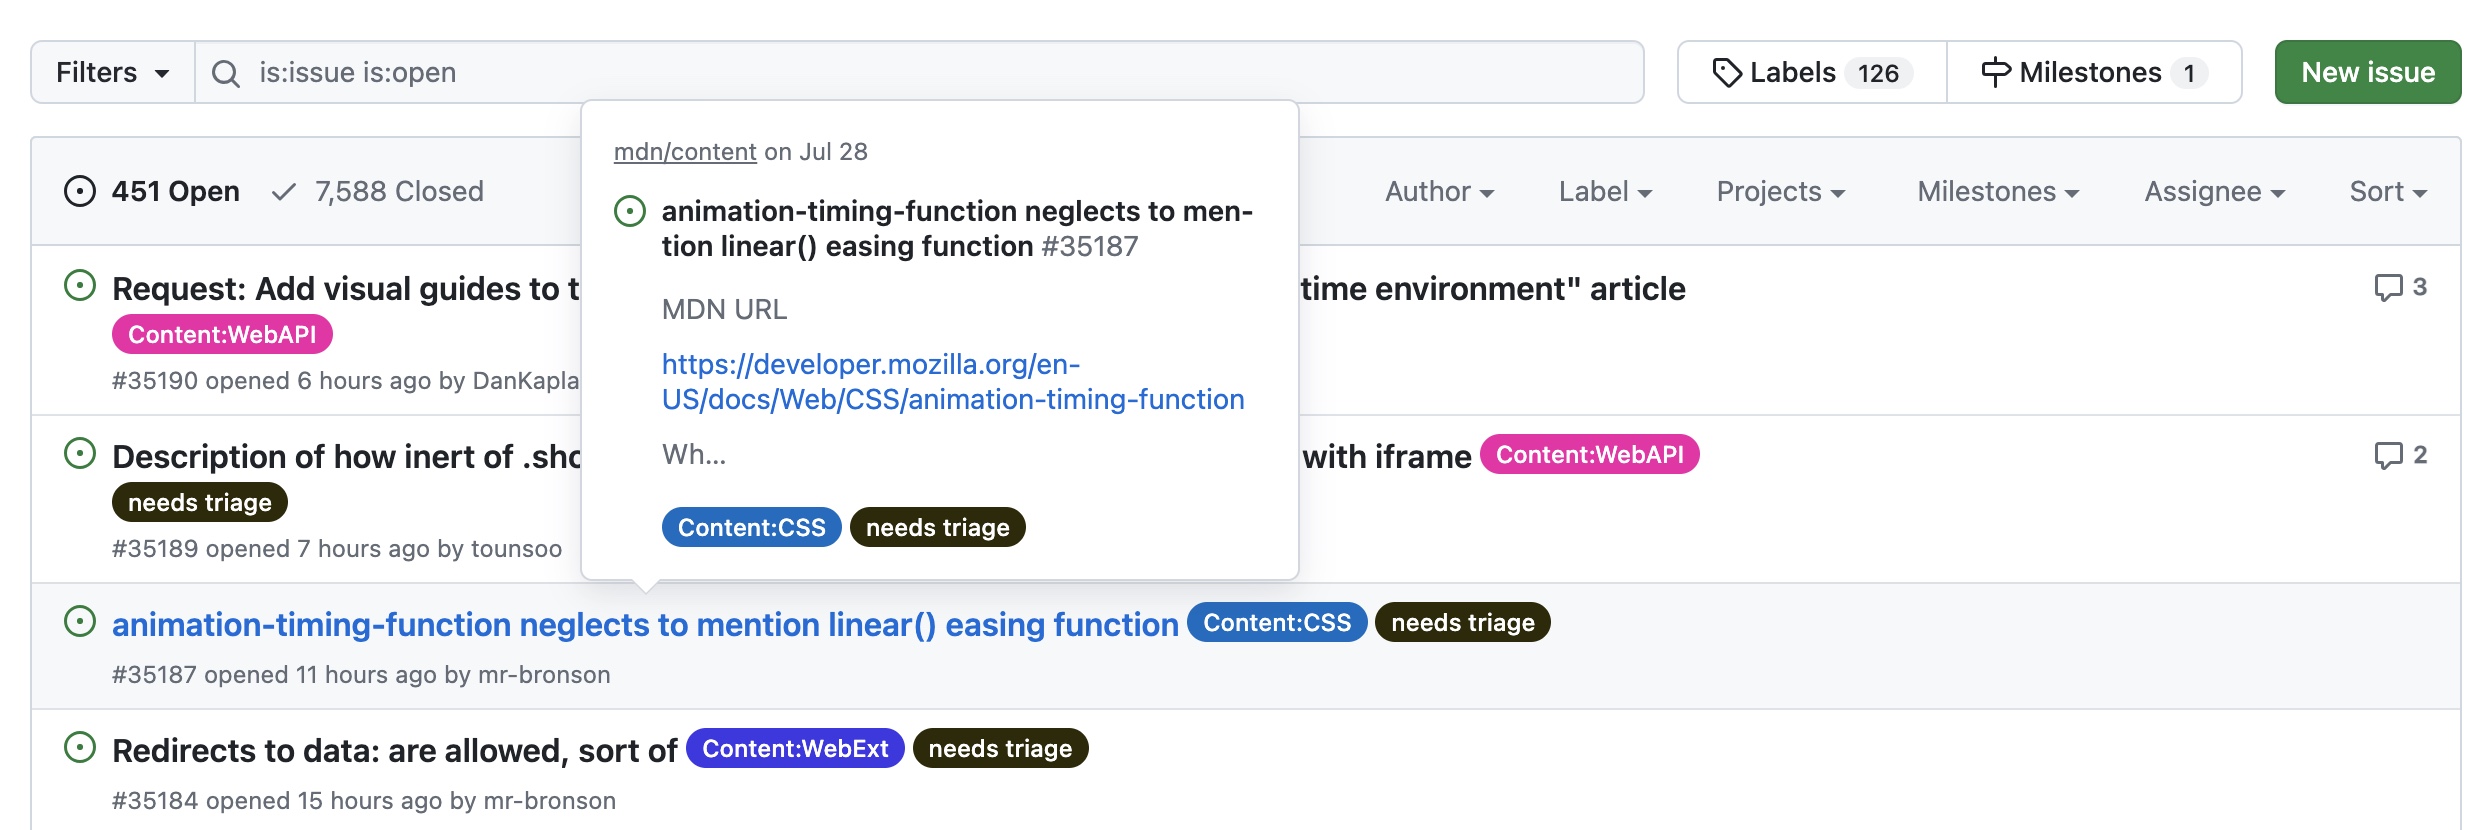 Filters
is:issue is:open
Labels 126
Milestones 1
New issue
451 Open
7,588 Closed
Author
Label
Projects
Milestones
Assignee
Sort
mdn/content on Jul 28
animation-timing-function neglects to men-
tion linear() easing function #35187
MDN URL
https://developer.mozilla.org/en-
US/docs/Web/CSS/animation-timing-function
Wh...
Content:CSS needs triage
Request: Add visual guides to
time environment" article
3
Content:WebAPI
#35190 opened 6 hours ago by
Description of how inert of
with iframe Content:WebAPI
2
needs triage
#35189 opened 7 hours ago by tounsoo
animation-timing-function neglects to mention linear() easing function Content:CSS needs triage
#35187 opened 11 hours ago by mr-bronson
Redirects to data: are allowed, sort of Content:WebExt needs triage
#35184 opened 15 hours ago by mr-bronson